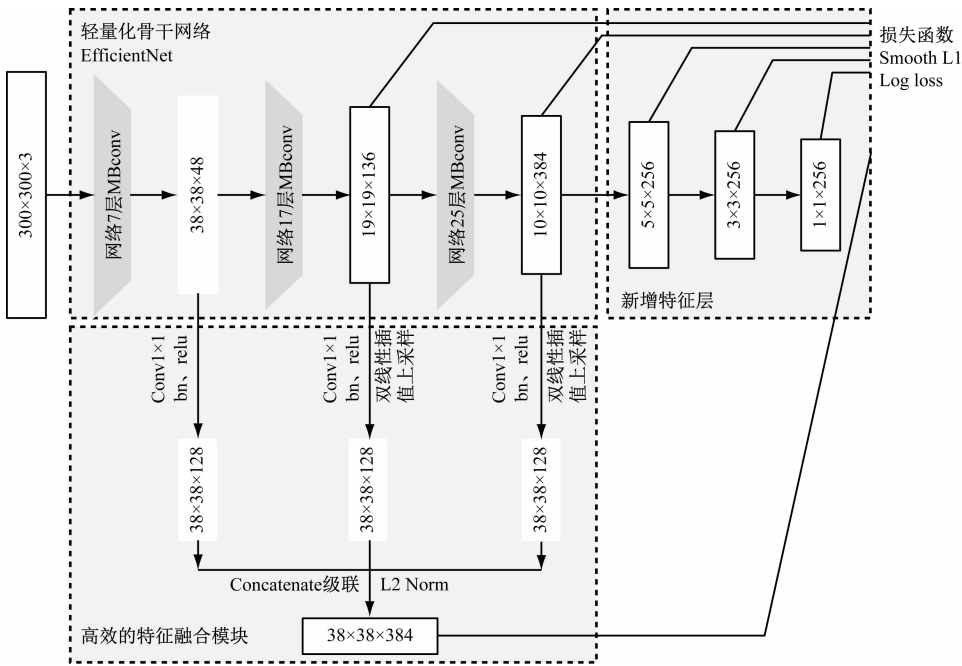 轻量化骨干网络
EfficientNet
损失函数
Smooth L1
Log loss
300×300×3
网络7层MBconv
38×38×48
网络17层MBconv
19×19×136
网络25层MBconv
10×10×384
5×5×256
3×3×256
1×1×256
新增特征层
Conv1×1
bn、relu
Conv1×1
bn、relu
双线性插
值上采样
Conv1×1
bn、relu
双线性插
值上采样
38×38×128
38×38×128
38×38×128
Concatenate级联
L2 Norm
高效的特征融合模块
38×38×384